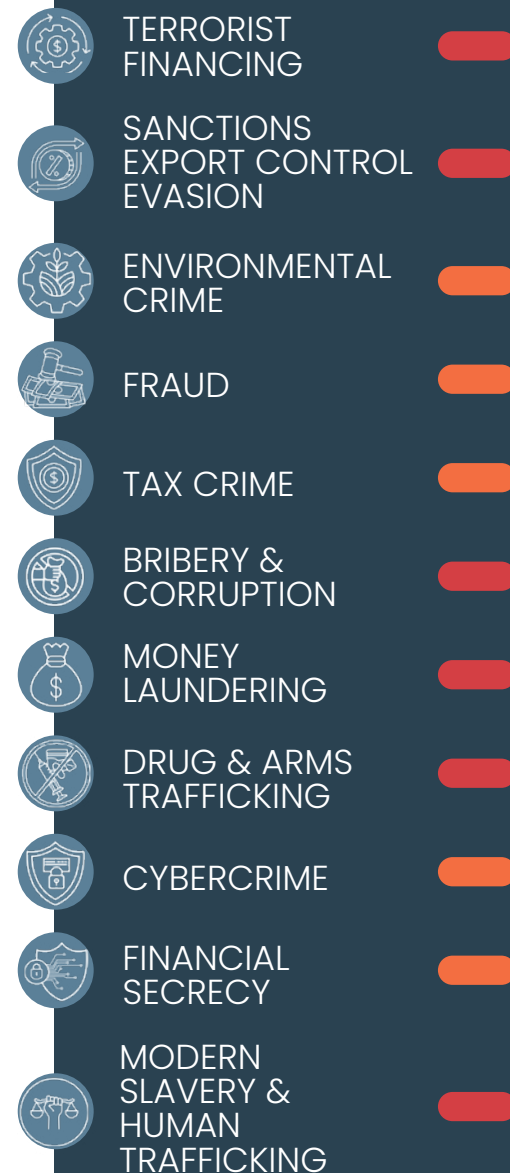 TERRORIST
FINANCING
SANCTIONS
EXPORT CONTROL
EVASION
ENVIRONMENTAL
CRIME
FRAUD
TAX CRIME
BRIBERY &
CORRUPTION
MONEY
LAUNDERING
DRUG & ARMS
TRAFFICKING
CYBERCRIME
FINANCIAL
SECRECY
MODERN
SLAVERY &
HUMAN
TRAFFICKING